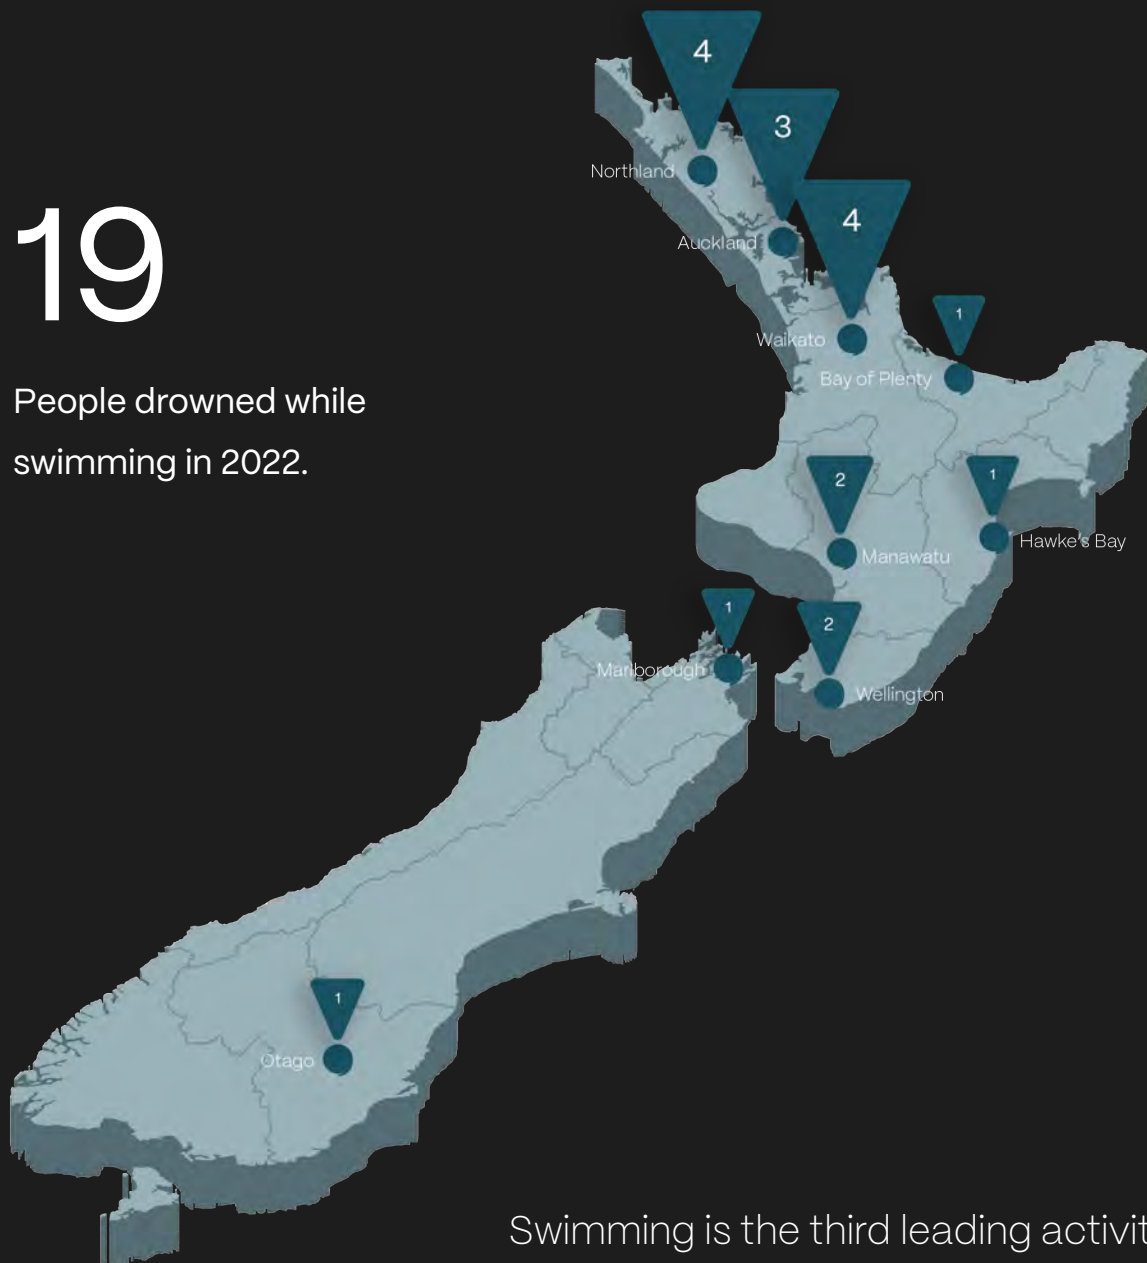 4
3
Northland
19
4
Auckland
1
Waikato
Bay of Plenty
People drowned while
swimming in 2022.
2
1
Hawke's Bay
Manawatu
1
2
Marlborough
Wellington
1
Otago
Swimming is the third leading activit